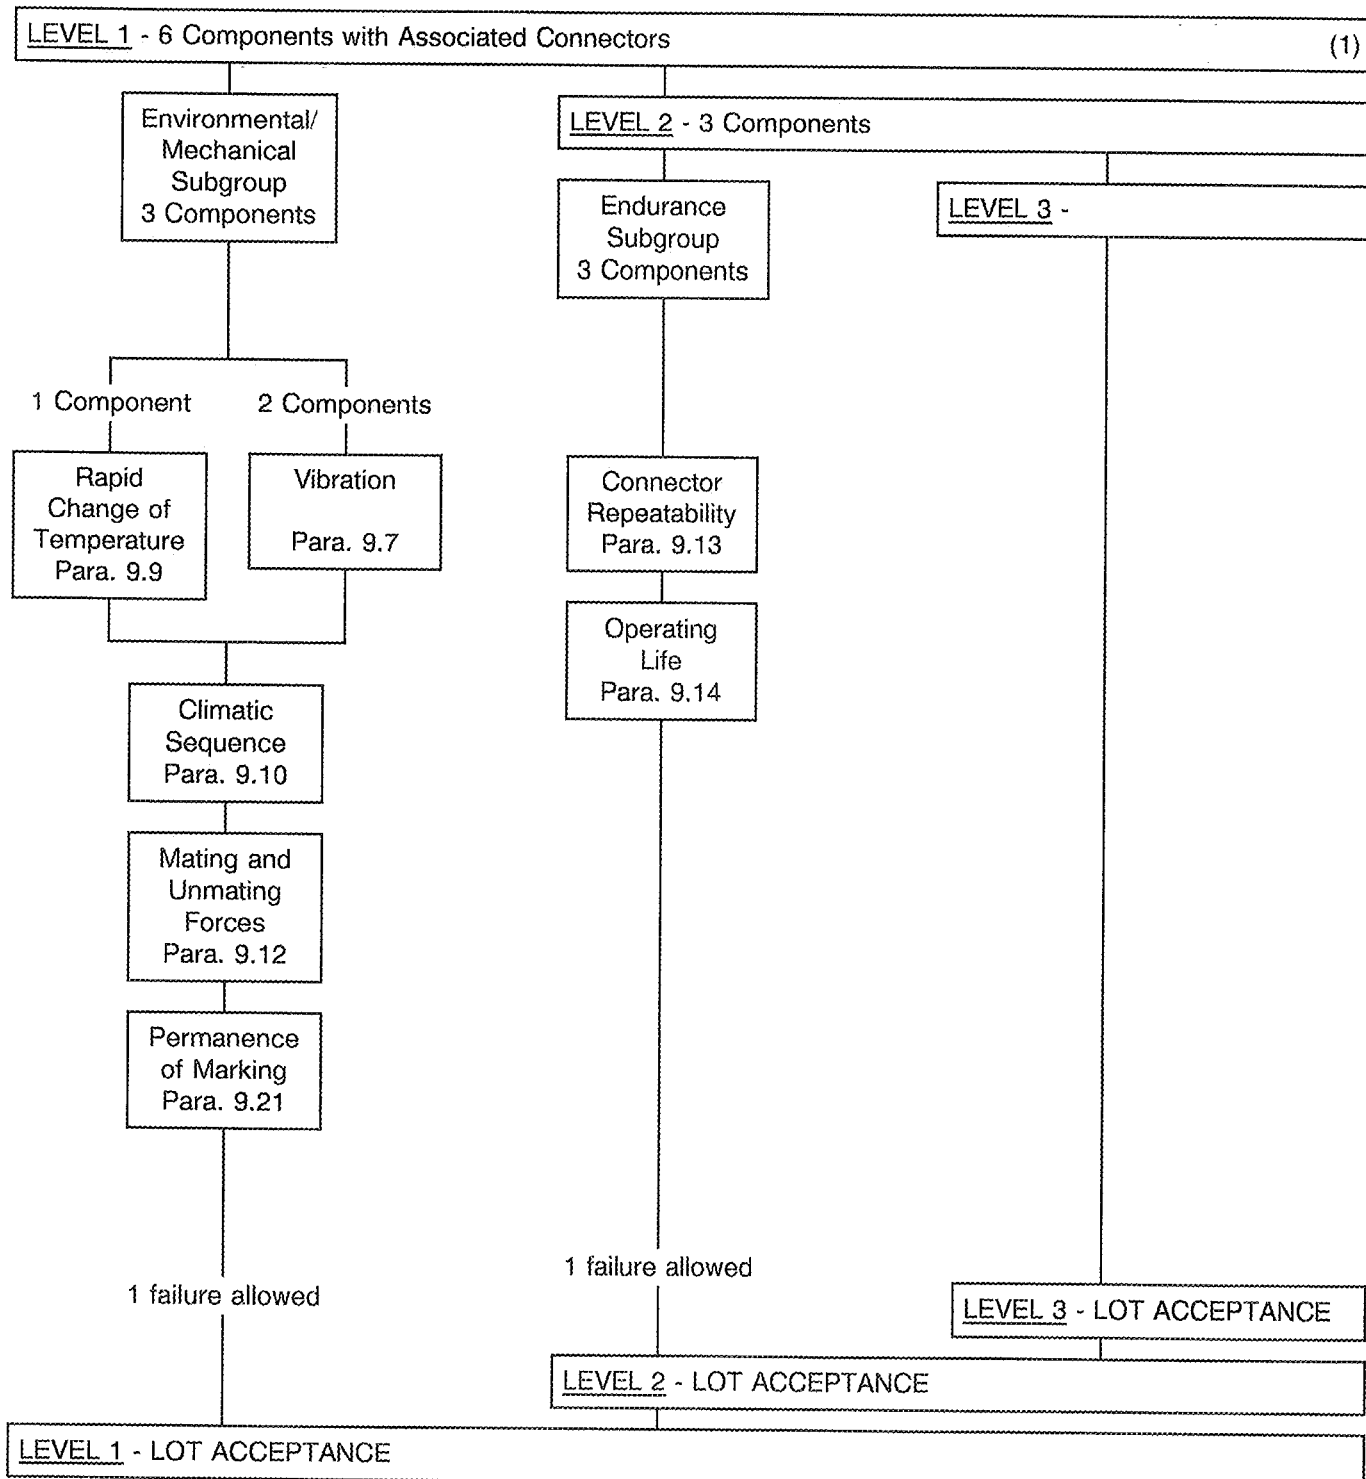 LEVEL 1 - 6 Components with Associated Connectors (1)
Environmental/
Mechanical
Subgroup
3 Components
LEVEL 2 - 3 Components
Endurance
Subgroup
3 Components
LEVEL 3 -
1 Component
2 Components
Rapid
Change of
Temperature
Para. 9.9
Vibration
Para. 9.7
Connector
Repeatability
Para. 9.13
Operating
Life
Para. 9.14
Climatic
Sequence
Para. 9.10
Mating and
Unmating
Forces
Para. 9.12
Permanence
of Marking
Para. 9.21
1 failure allowed
1 failure allowed
LEVEL 3 - LOT ACCEPTANCE
LEVEL 2 - LOT ACCEPTANCE
LEVEL 1 - LOT ACCEPTANCE